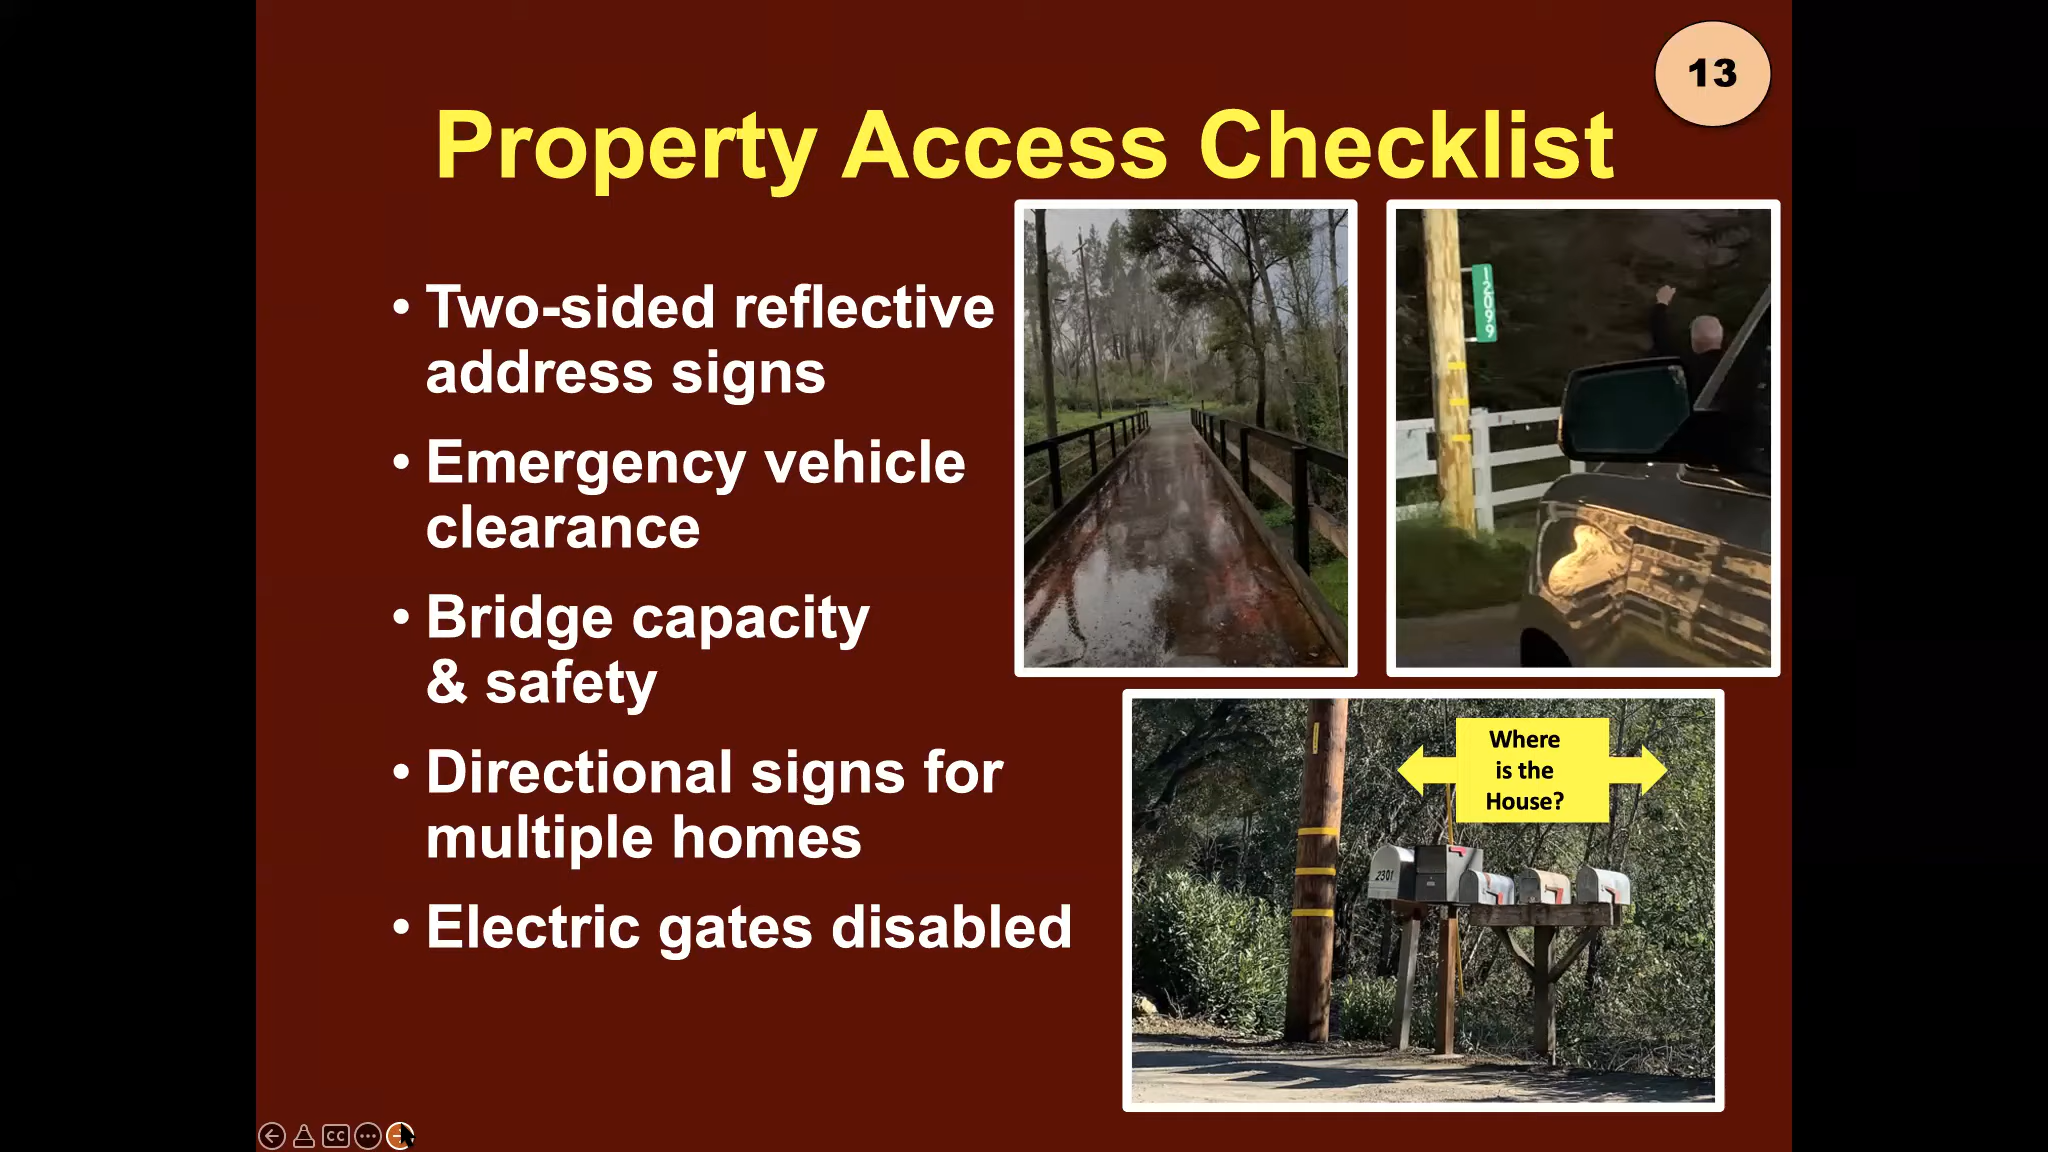 13
Property Access Checklist
• Two-sided reflective
address signs
• Emergency vehicle
clearance
• Bridge capacity
& safety
• Directional signs for
multiple homes
• Electric gates disabled
12099
Where
is the
House?
2301
CC